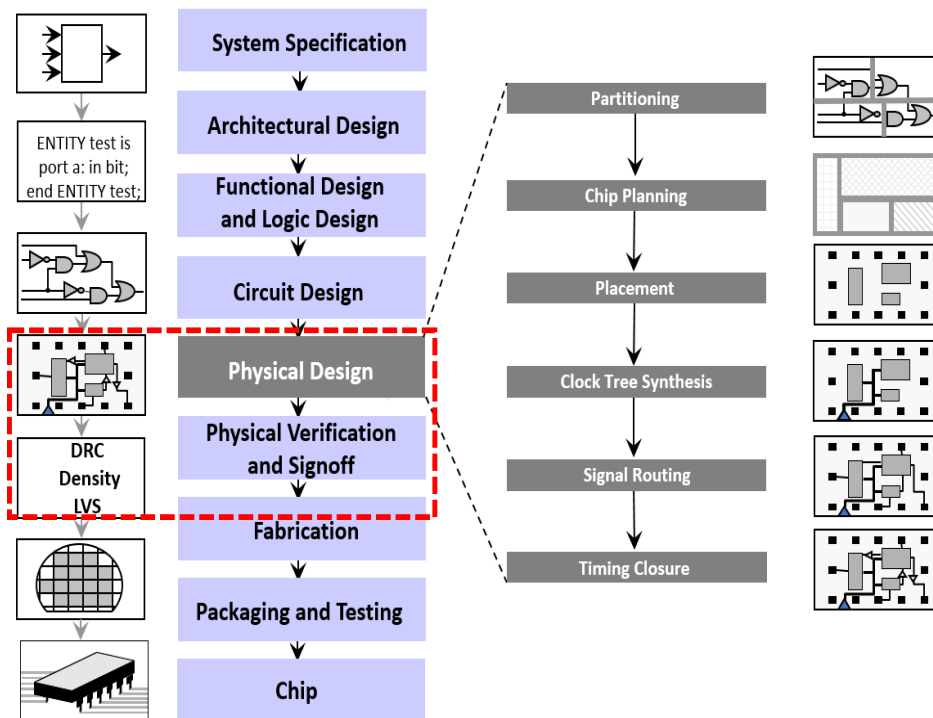 System Specification
Architectural Design
ENTITY test is
port a: in bit;
end ENTITY test;
Functional Design
and Logic Design
Circuit Design
Physical Design
DRC
Density
LVS
Physical Verification
and Signoff
Fabrication
Packaging and Testing
Chip
Partitioning
Chip Planning
Placement
Clock Tree Synthesis
Signal Routing
Timing Closure